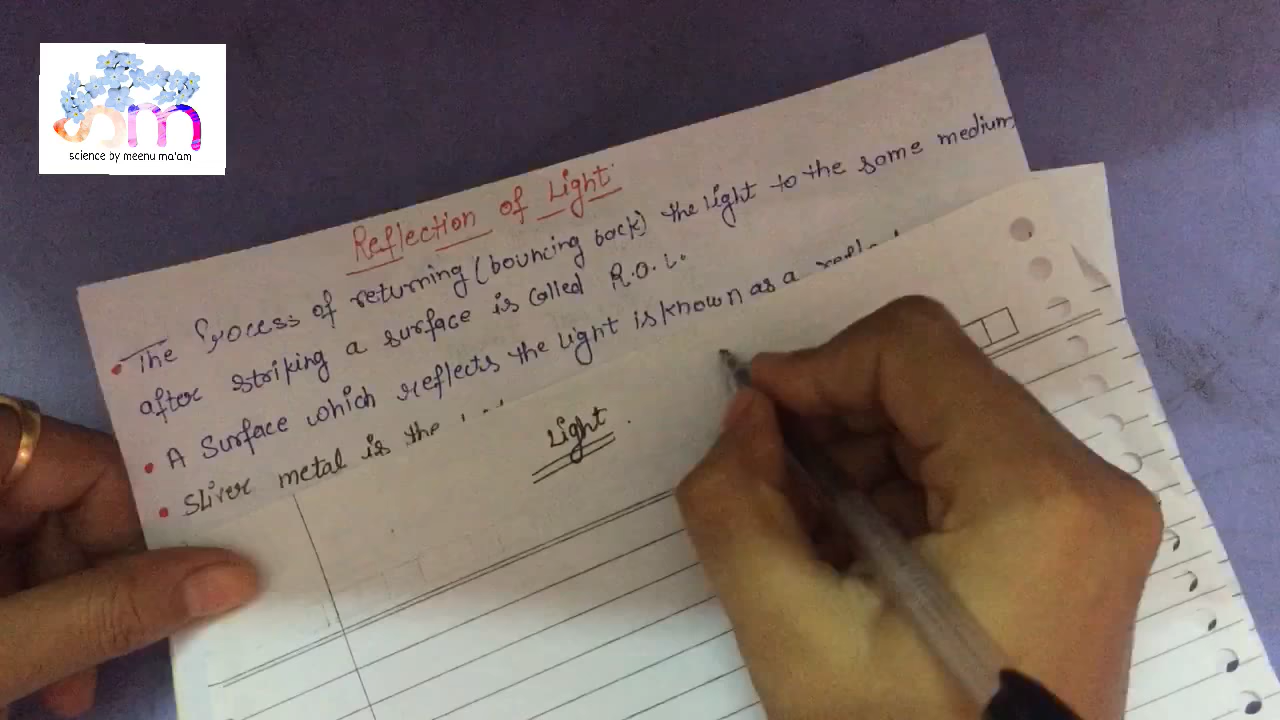 science by meenu ma'am
Reflection of Light
• The Process of returning (bouncing back) the light to the some medium
after striking a surface is called R.O.L.
• A Surface which reflects the light is known as a
• Sliver metal is the
Light